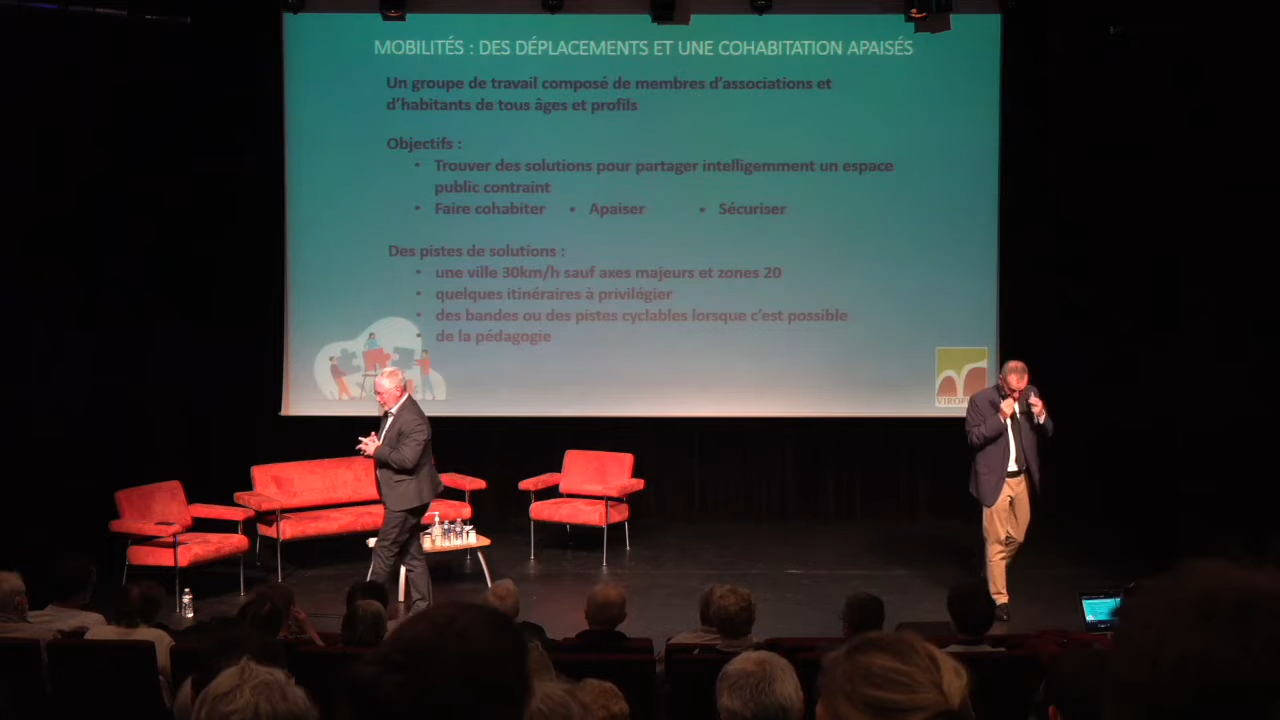 MOBILITÉS : DES DÉPLACEMENTS ET UNE COHABITATION APAISÉS
Un groupe de travail composé de membres d'associations et
d'habitants de tous âges et profils
Objectifs :
• Trouver des solutions pour partager intelligemment un espace
public contraint
• Faire cohabiter • Apaiser • Sécuriser
Des pistes de solutions :
• une ville 30km/h sauf axes majeurs et zones 20
• quelques itinéraires à privilégier
• des bandes ou des pistes cyclables lorsque c'est possible
• de la pédagogie